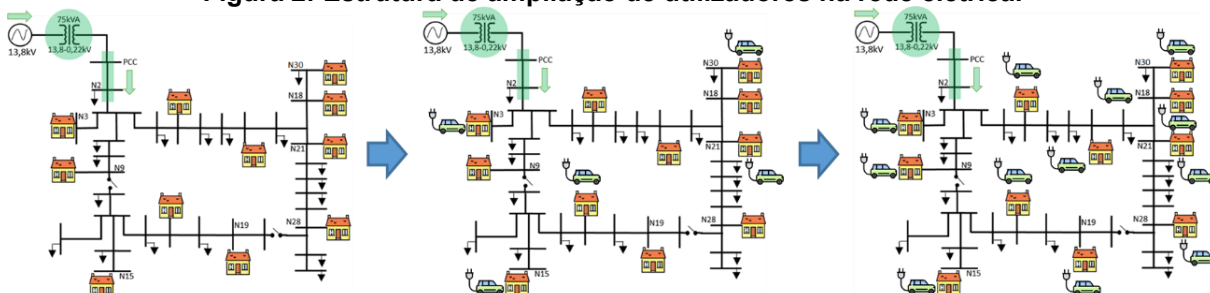 Figura 2. Estrutura de ampliação de utilizadores na rede elétrica.
75kVA
13,8kV
13,8-0,22kV
PCC
N2
N30
N18
N3
N21
N9
N28
N19
N15
75kVA
13,8kV
13,8-0,22kV
PCC
N2
N30
N18
N3
N21
N9
N28
N19
N15
75kVA
13,8kV
13,8-0,22kV
PCC
N2
N30
N18
N3
N21
N9
N28
N19
N15